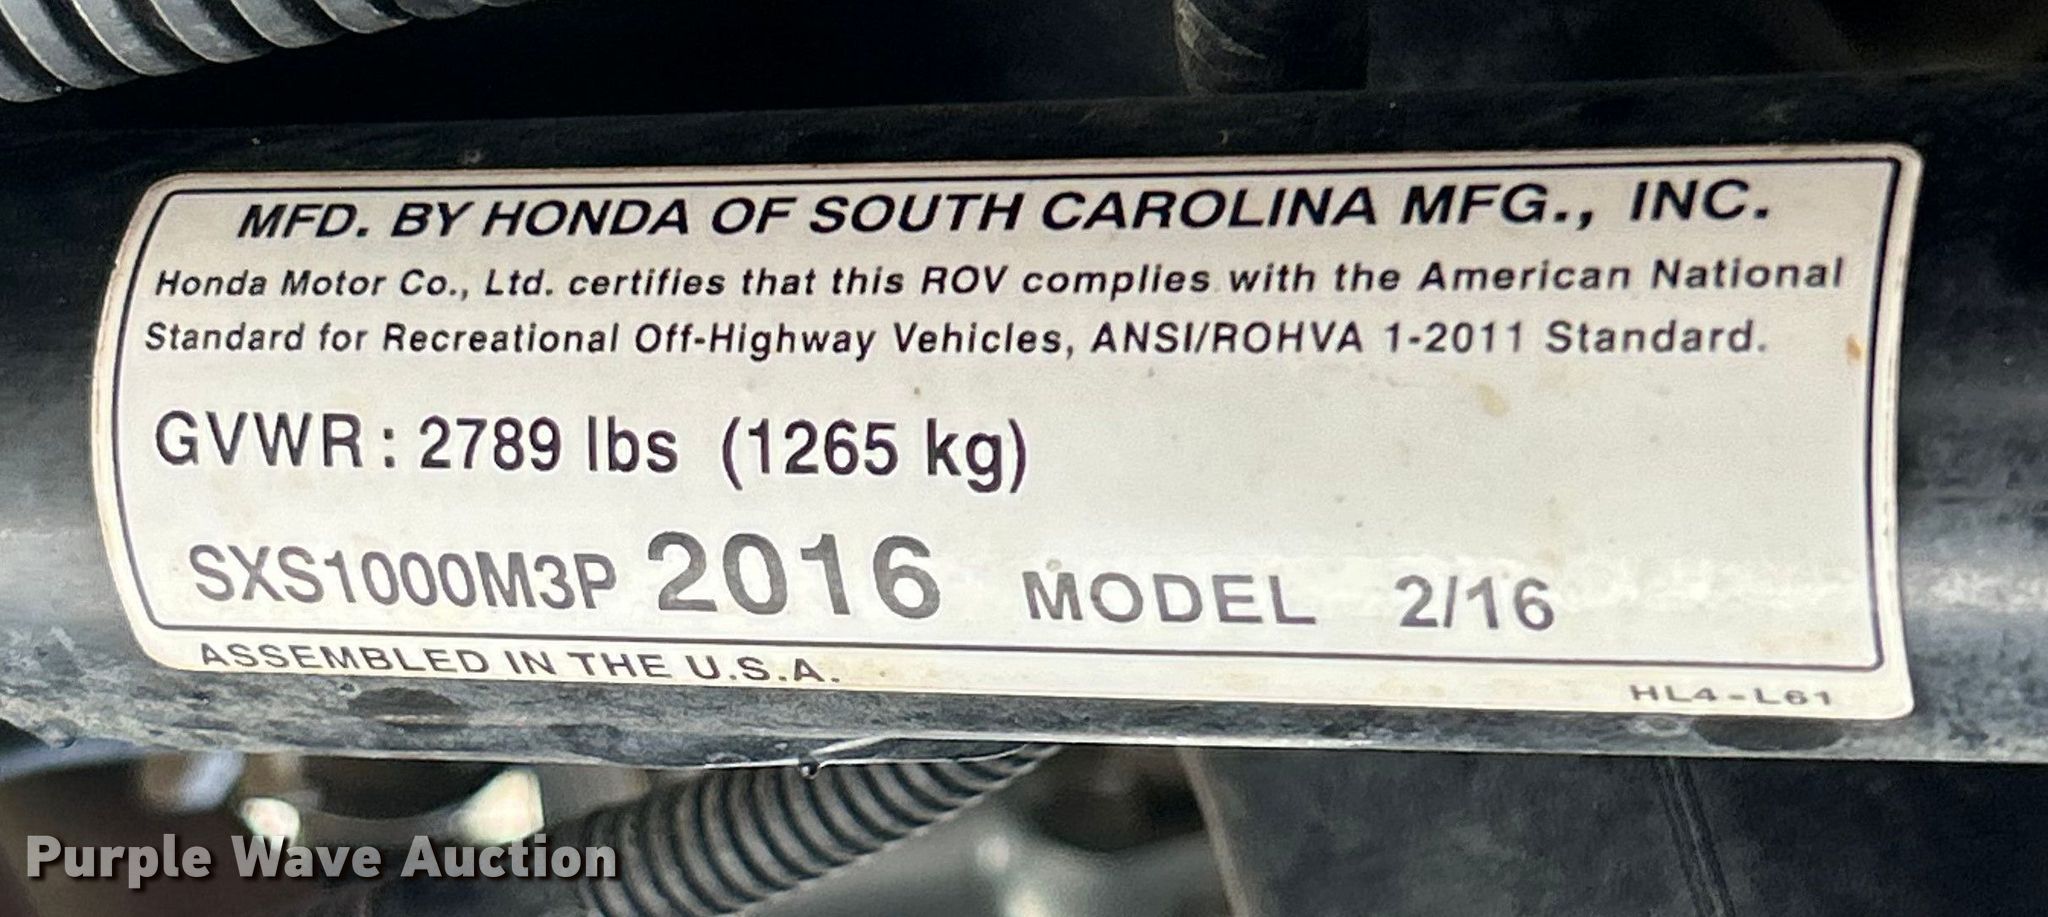 MFD. BY HONDA OF SOUTH CAROLINA MFG., INC.
Honda Motor Co., Ltd. certifies that this ROV complies with the American National
Standard for Recreational Off-Highway Vehicles, ANSI/ROHVA 1-2011 Standard.
GVWR: 2789 lbs (1265 kg)
SXS1000M3P 2016 MODEL 2/16
ASSEMBLED IN THE U.S.A.
HL4-L61
Purple Wave Auction